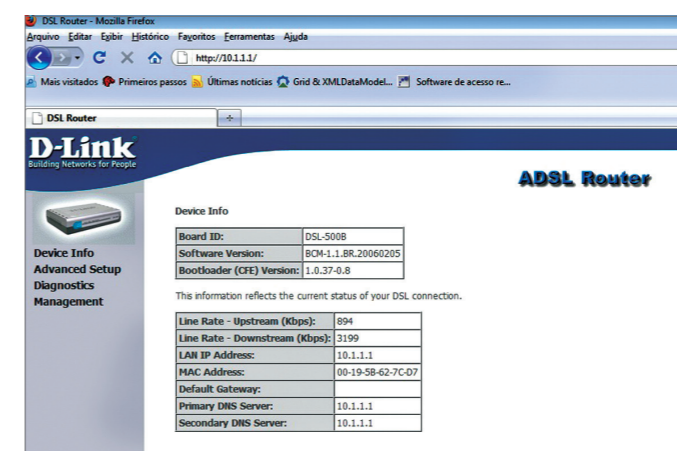 DSL Router - Mozilla Firefox
Arquivo Editar Exibir Histórico Favoritos Ferramentas Ajuda
http://10.1.1.1/
Mais visitados Primeiros passos Últimas notícias Grid & XMLDataModel... Software de acesso re...
DSL Router
D-Link
Building Networks for People
ADSL Router
Device Info
Advanced Setup
Diagnostics
Management
Device Info
Board ID: DSL-500B
Software Version: BCM-1.1.BR.20060205
Bootloader (CFE) Version: 1.0.37-0.8
This information reflects the current status of your DSL connection.
Line Rate - Upstream (Kbps): 894
Line Rate - Downstream (Kbps): 3199
LAN IP Address: 10.1.1.1
MAC Address: 00-19-5B-62-7C-D7
Default Gateway:
Primary DNS Server: 10.1.1.1
Secondary DNS Server: 10.1.1.1